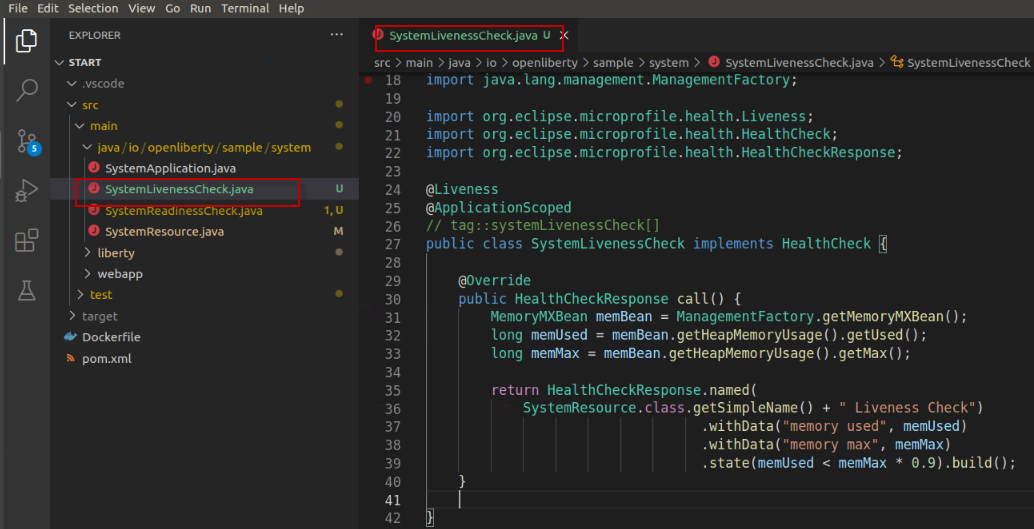 File Edit Selection View Go Run Terminal Help
EXPLORER ···
START
.vscode
src
main
java/io/openliberty/sample/system
SystemApplication.java
SystemLivenessCheck.java U
SystemReadinessCheck.java 1, U
SystemResource.java M
liberty
webapp
test
target
Dockerfile
pom.xml
5
SystemLivenessCheck.java U
src > main > java > io > openliberty > sample > system > SystemLivenessCheck.java > SystemLivenessCheck
18 import java.lang.management.ManagementFactory;
19
20 import org.eclipse.microprofile.health.Liveness;
21 import org.eclipse.microprofile.health.HealthCheck;
22 import org.eclipse.microprofile.health.HealthCheckResponse;
23
24 @Liveness
25 @ApplicationScoped
26 // tag::systemLivenessCheck[]
27 public class SystemLivenessCheck implements HealthCheck {
28
29 @Override
30 public HealthCheckResponse call() {
31 MemoryMXBean memBean = ManagementFactory.getMemoryMXBean();
32 long memUsed = memBean.getHeapMemoryUsage().getUsed();
33 long memMax = memBean.getHeapMemoryUsage().getMax();
34
35 return HealthCheckResponse.named(
36 SystemResource.class.getSimpleName() + " Liveness Check")
37 .withData("memory used", memUsed)
38 .withData("memory max", memMax)
39 .state(memUsed < memMax * 0.9).build();
40 }
41
42 }